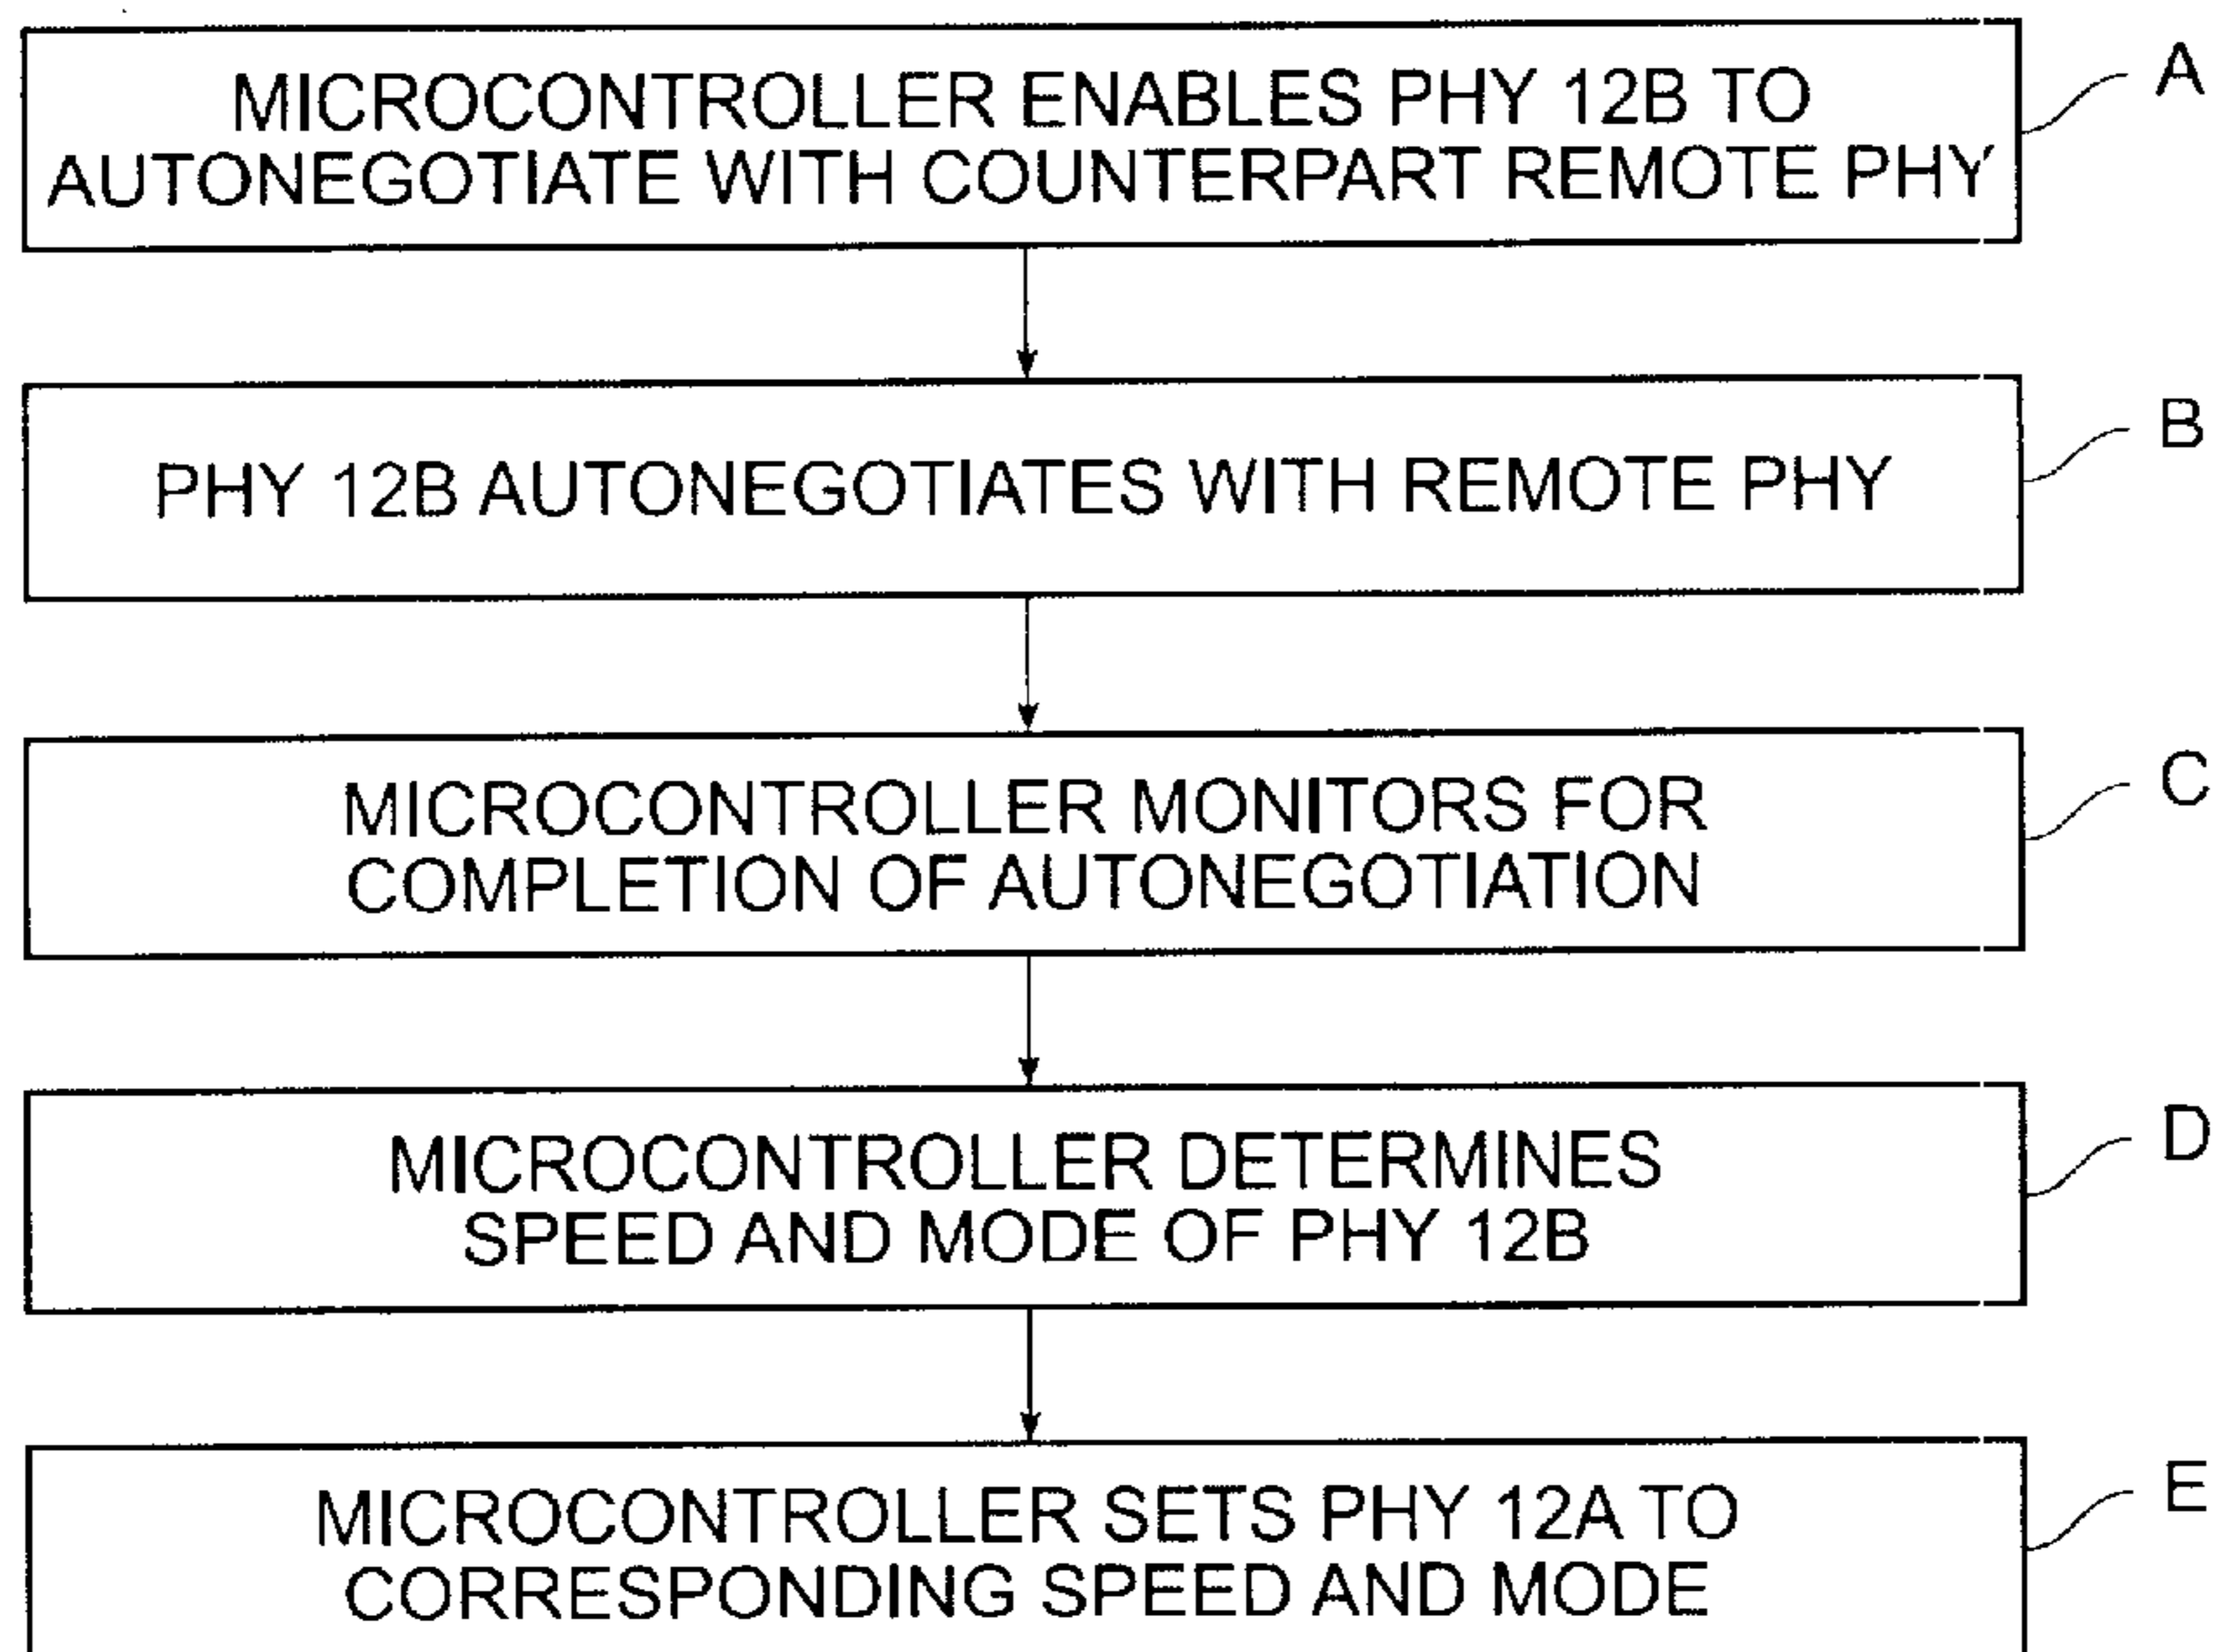 MICROCONTROLLER ENABLES PHY 12B TO
AUTONEGOTIATE WITH COUNTERPART REMOTE PHY
A
PHY 12B AUTONEGOTIATES WITH REMOTE PHY
B
MICROCONTROLLER MONITORS FOR
COMPLETION OF AUTONEGOTIATION
C
MICROCONTROLLER DETERMINES
SPEED AND MODE OF PHY 12B
D
MICROCONTROLLER SETS PHY 12A TO
CORRESPONDING SPEED AND MODE
E